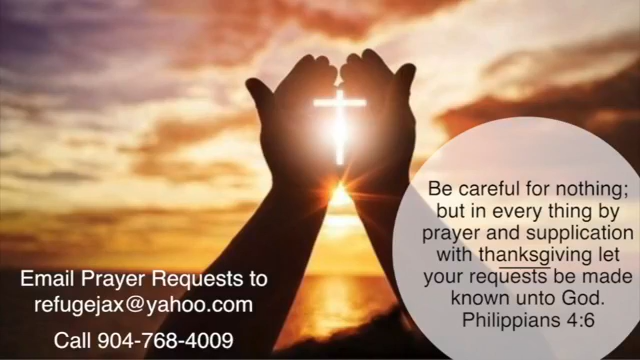 Be careful for nothing;
but in every thing by
prayer and supplication
with thanksgiving let
your requests be made
known unto God.
Philippians 4:6
Email Prayer Requests to
refugejax@yahoo.com
Call 904-768-4009